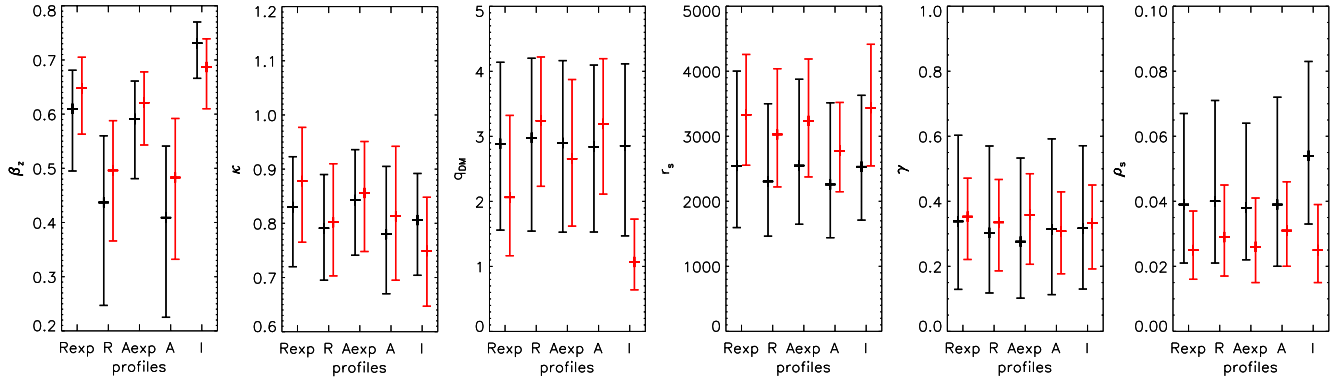 β_z
0.8
0.7
0.6
0.5
0.4
0.3
0.2
Rexp R Aexp A I
profiles
κ
1.2
1.1
1.0
0.9
0.8
0.7
0.6
Rexp R Aexp A I
profiles
q_DM
5
4
3
2
1
0
Rexp R Aexp A I
profiles
r_s
5000
4000
3000
2000
1000
0
Rexp R Aexp A I
profiles
γ
1.0
0.8
0.6
0.4
0.2
0.0
Rexp R Aexp A I
profiles
ρ_s
0.10
0.08
0.06
0.04
0.02
0.00
Rexp R Aexp A I
profiles